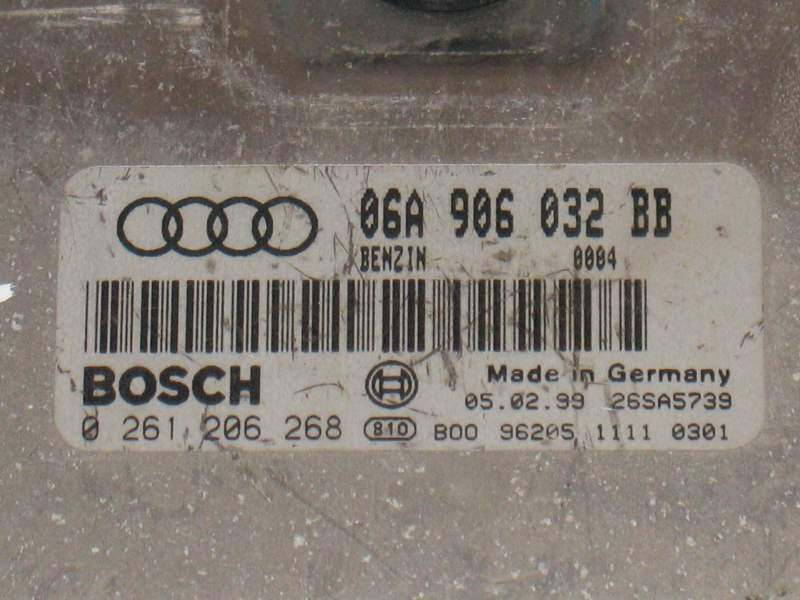 06A 906 032 BB
BENZIN 0004
BOSCH
Made in Germany
05.02.99 26SA5739
0 261 206 268 810 B00 96205 1111 0301